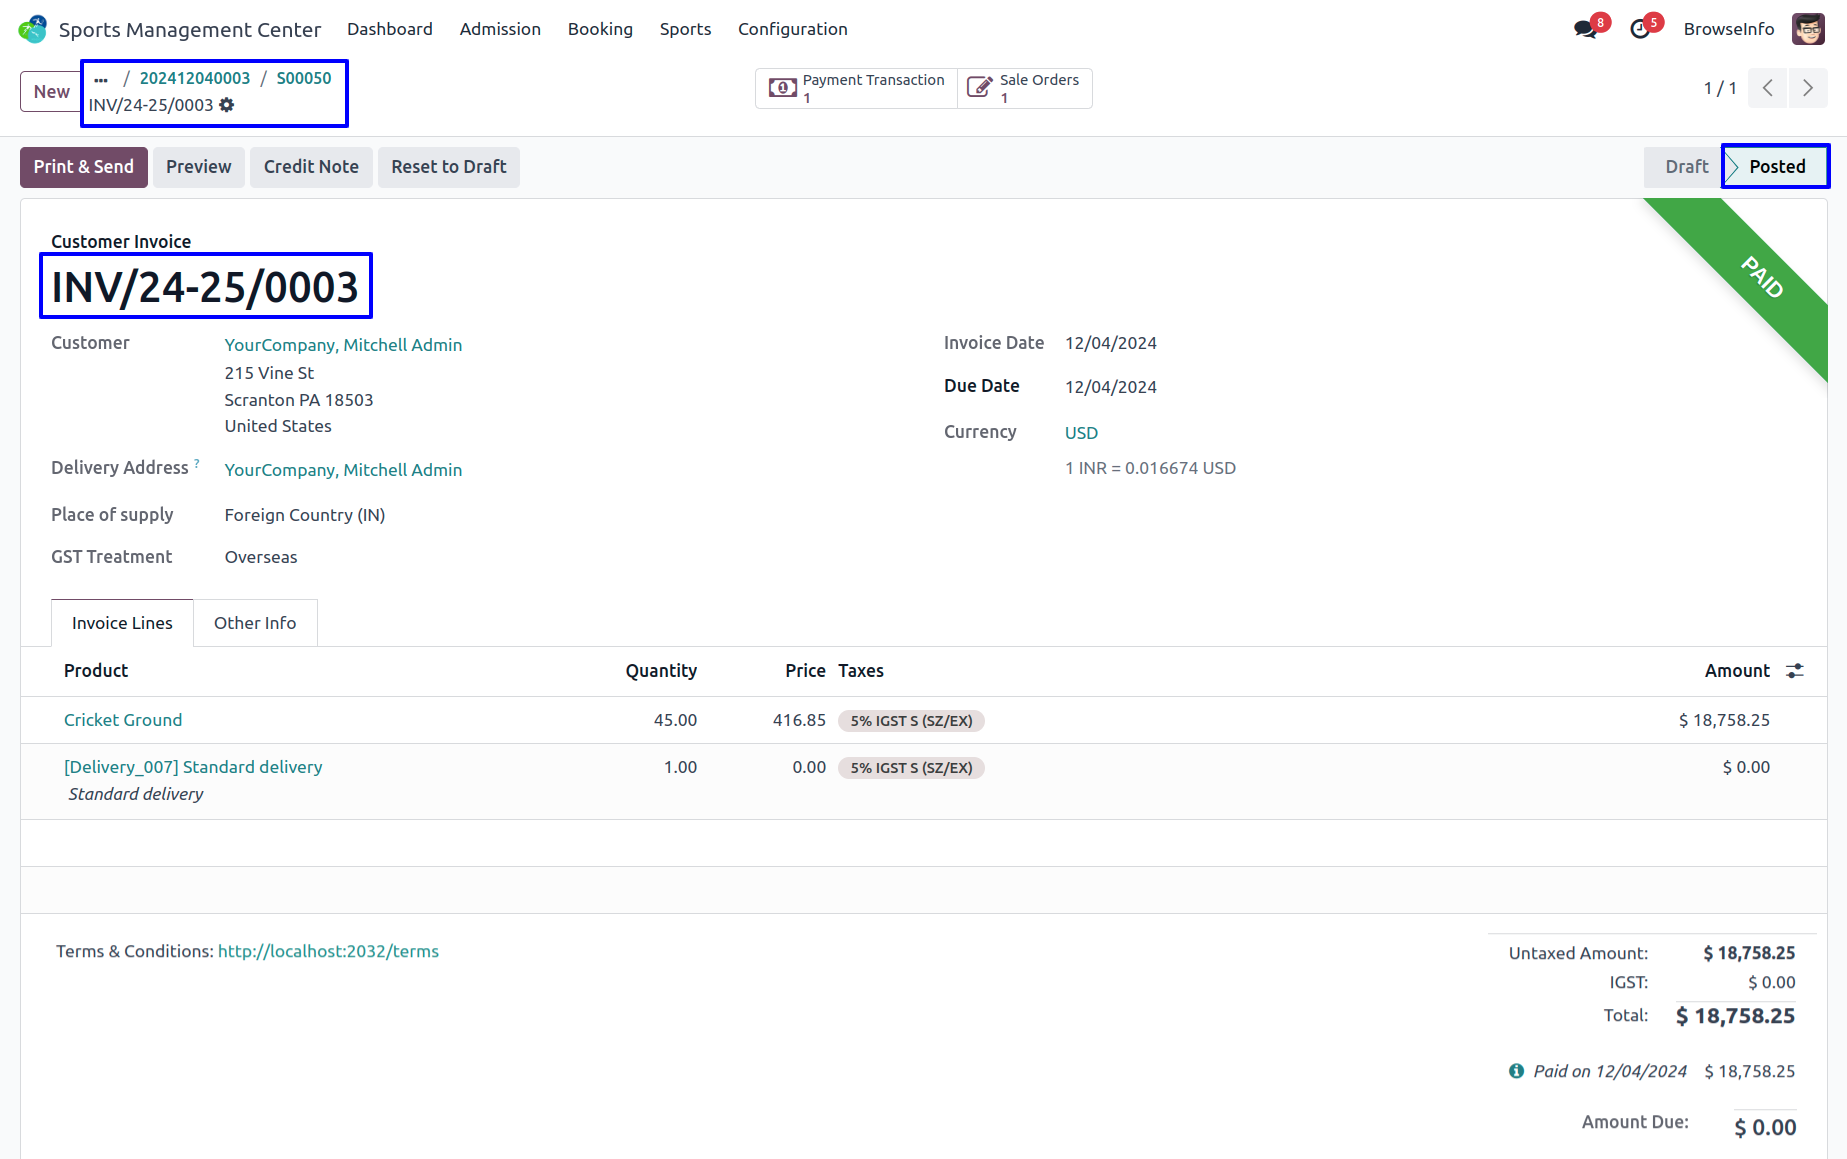 Sports Management Center Dashboard Admission Booking Sports Configuration 8 5 BrowseInfo
New ... / 202412040003 / S00050
INV/24-25/0003
Payment Transaction
1
Sale Orders
1
1 / 1
Print & Send Preview Credit Note Reset to Draft Draft Posted
PAID
Customer Invoice
INV/24-25/0003
Customer YourCompany, Mitchell Admin
215 Vine St
Scranton PA 18503
United States
Delivery Address ? YourCompany, Mitchell Admin
Place of supply Foreign Country (IN)
GST Treatment Overseas
Invoice Date 12/04/2024
Due Date 12/04/2024
Currency USD
1 INR = 0.016674 USD
Invoice Lines Other Info
Product Quantity Price Taxes Amount
Cricket Ground 45.00 416.85 5% IGST S (SZ/EX) $ 18,758.25
[Delivery_007] Standard delivery 1.00 0.00 5% IGST S (SZ/EX) $ 0.00
Standard delivery
Terms & Conditions: http://localhost:2032/terms
Untaxed Amount: $ 18,758.25
IGST: $ 0.00
Total: $ 18,758.25
Paid on 12/04/2024 $ 18,758.25
Amount Due: $ 0.00